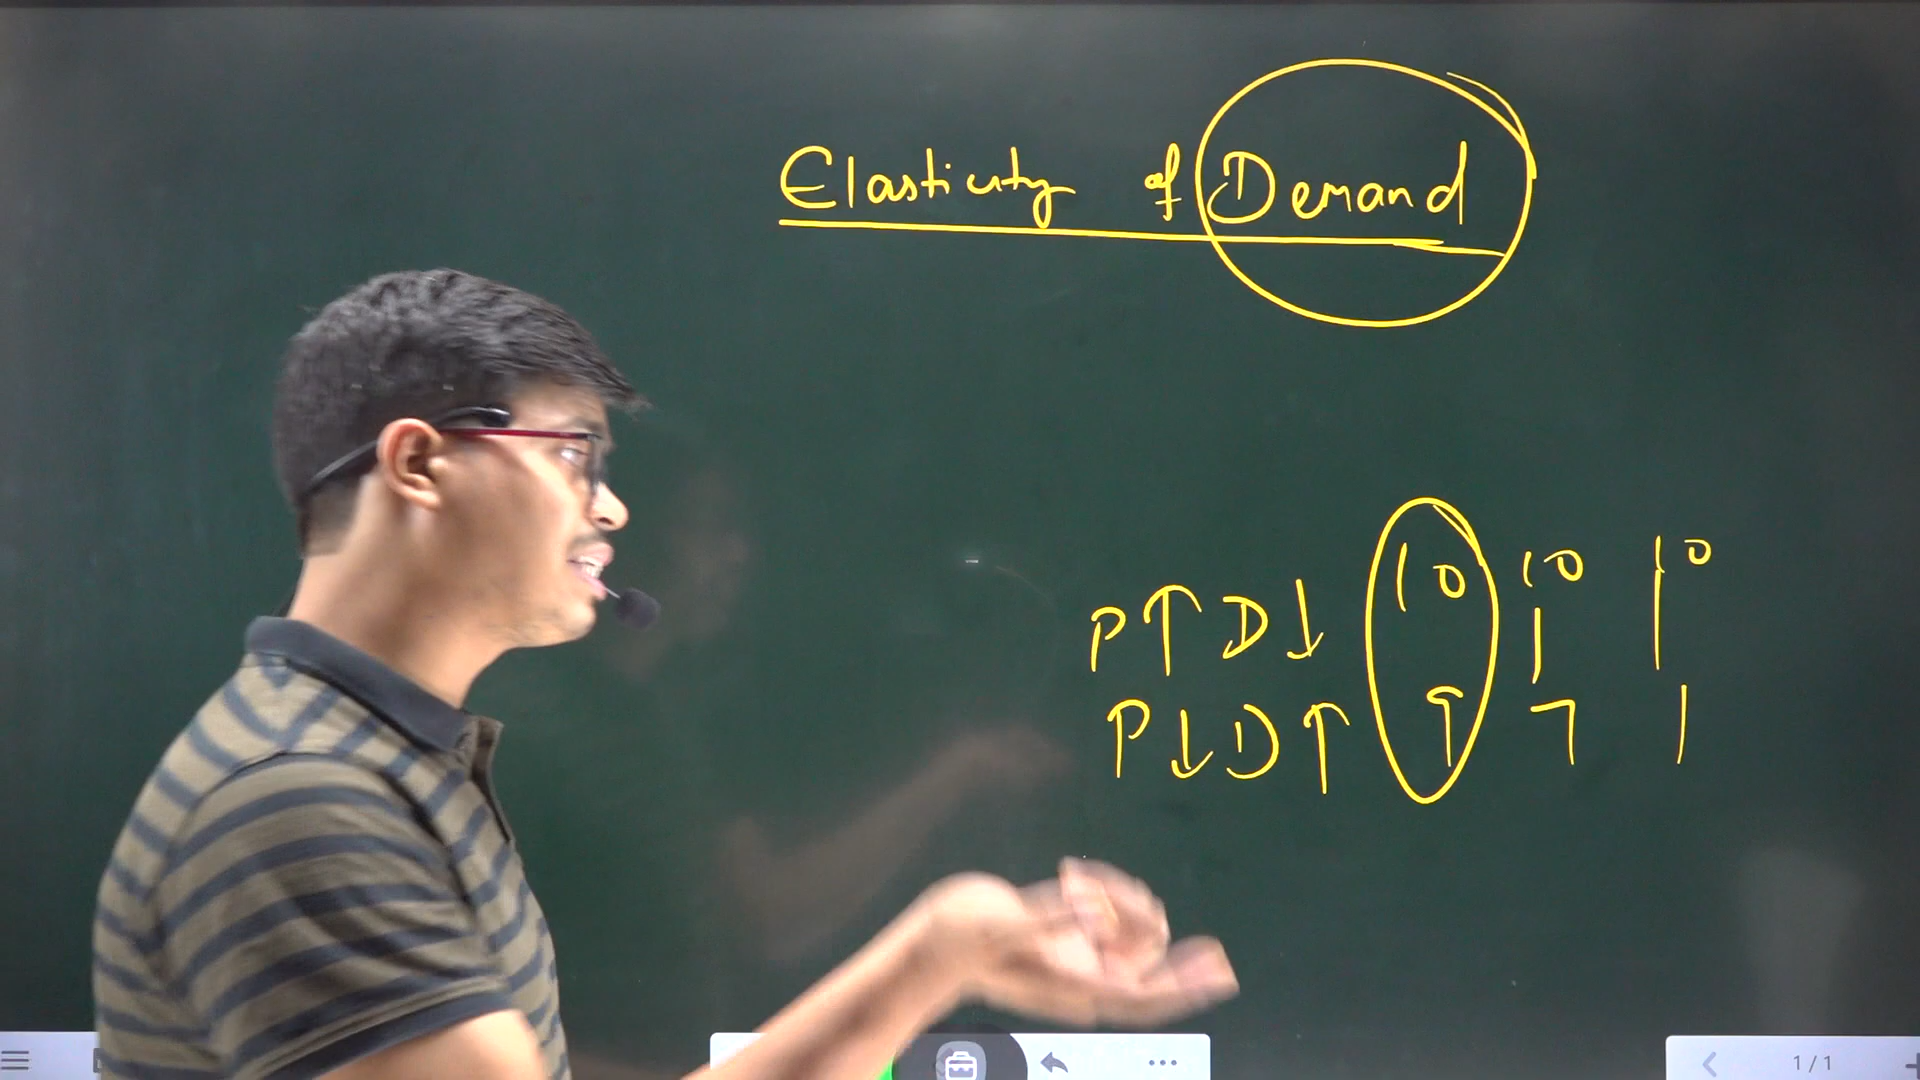 Elasticity of Demand
P↑ D↓ 10 10 10
P↓ D↑ 9 7 1
1 / 1